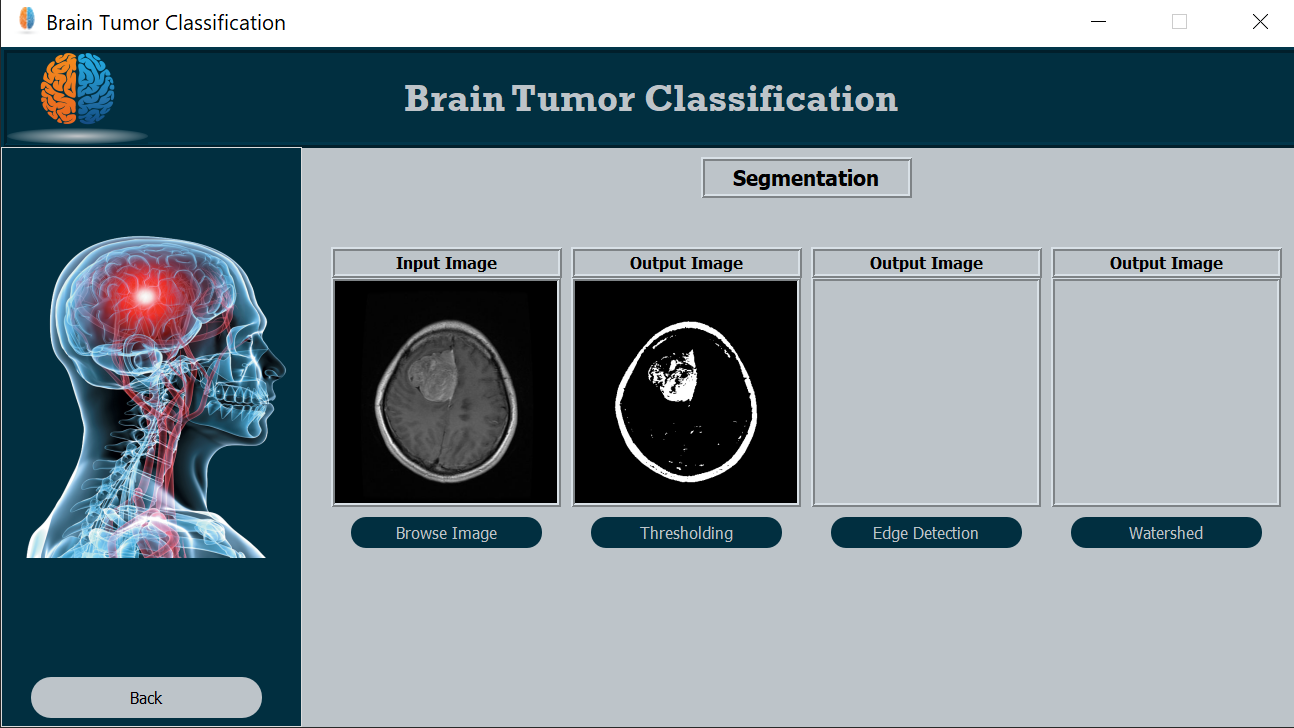 Brain Tumor Classification
Brain Tumor Classification
Segmentation
Input Image
Output Image
Output Image
Output Image
Browse Image
Thresholding
Edge Detection
Watershed
Back